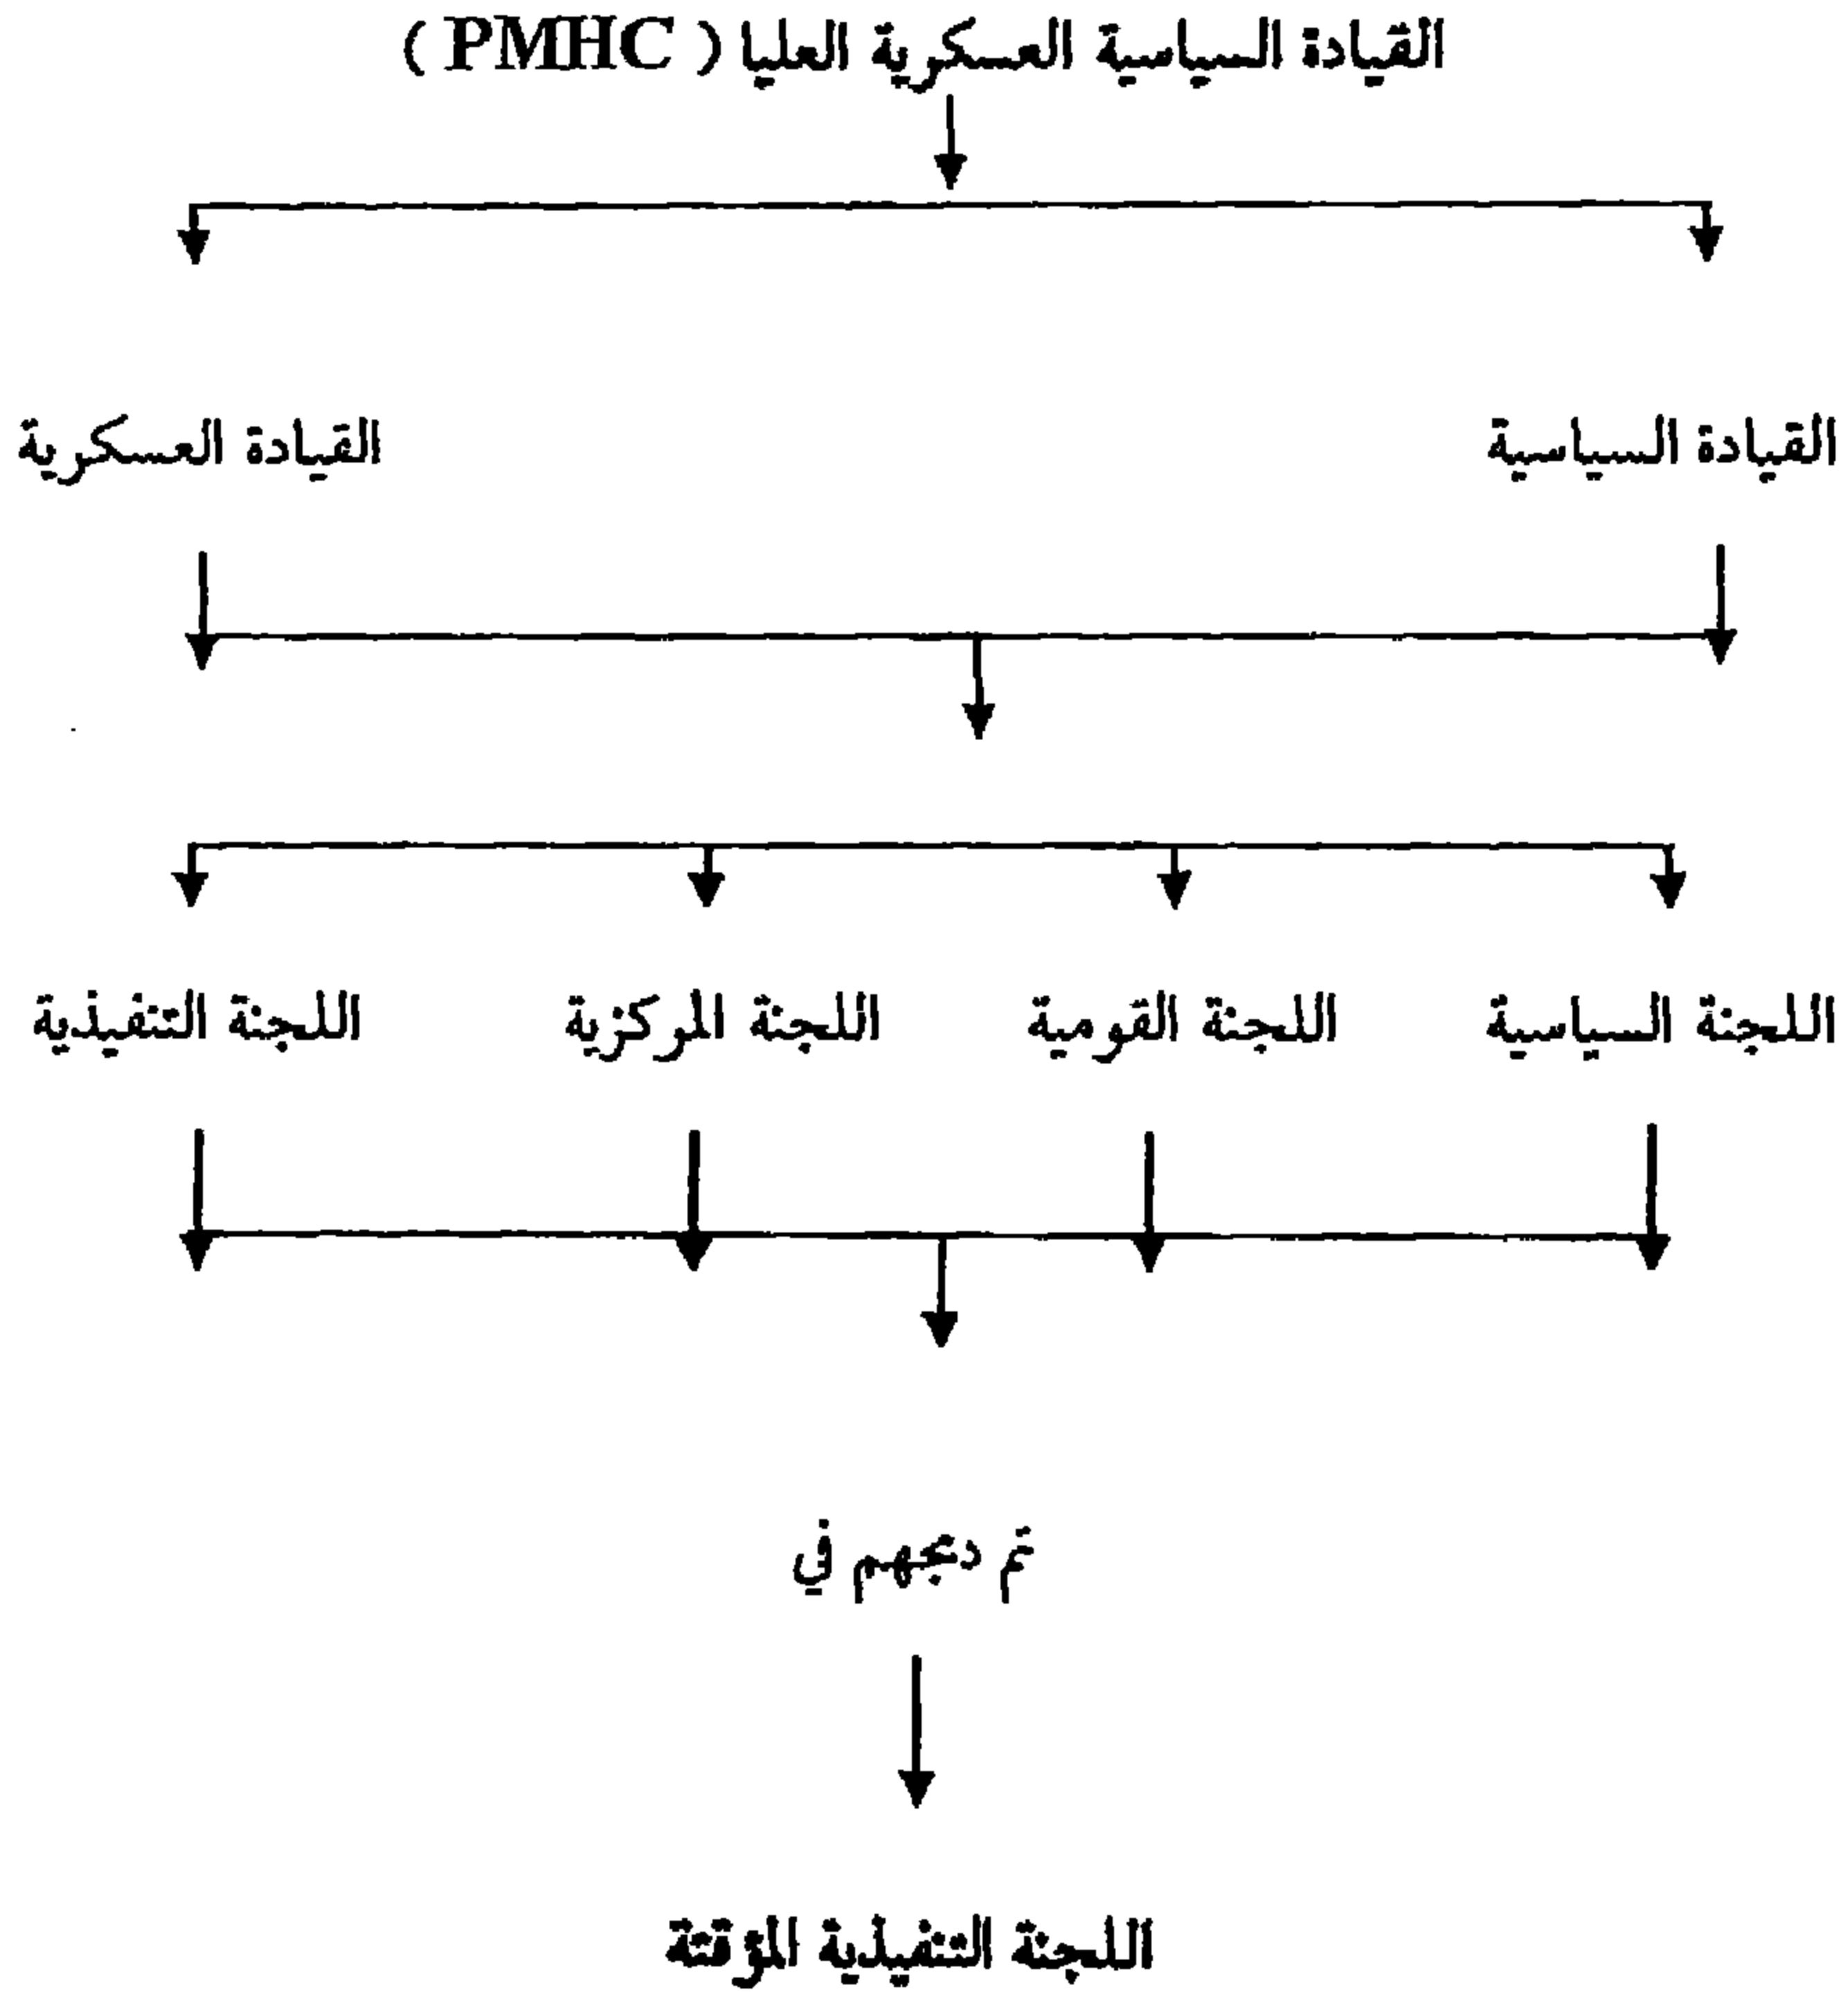 القيادة السياسية العسكرية العليا ( PMHC )
القيادة السياسية القيادة العسكرية
اللجنة السياسية اللجنة القومية اللجنة المركزية اللجنة التنفيذية
تم دمجهم في
اللجنة التنفيذية المؤقتة